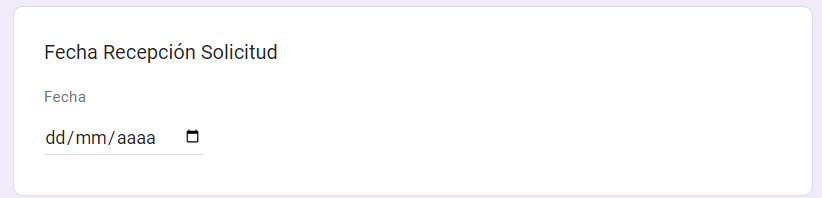 Fecha Recepción Solicitud
Fecha
dd/mm/aaaa